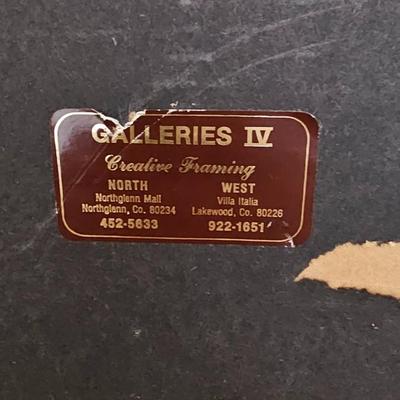 GALLERIES IV
Creative Framing
NORTH
Northglenn Mall
Northglenn, Co. 80234
452-5633
WEST
Villa Italia
Lakewood, Co. 80226
922-1651